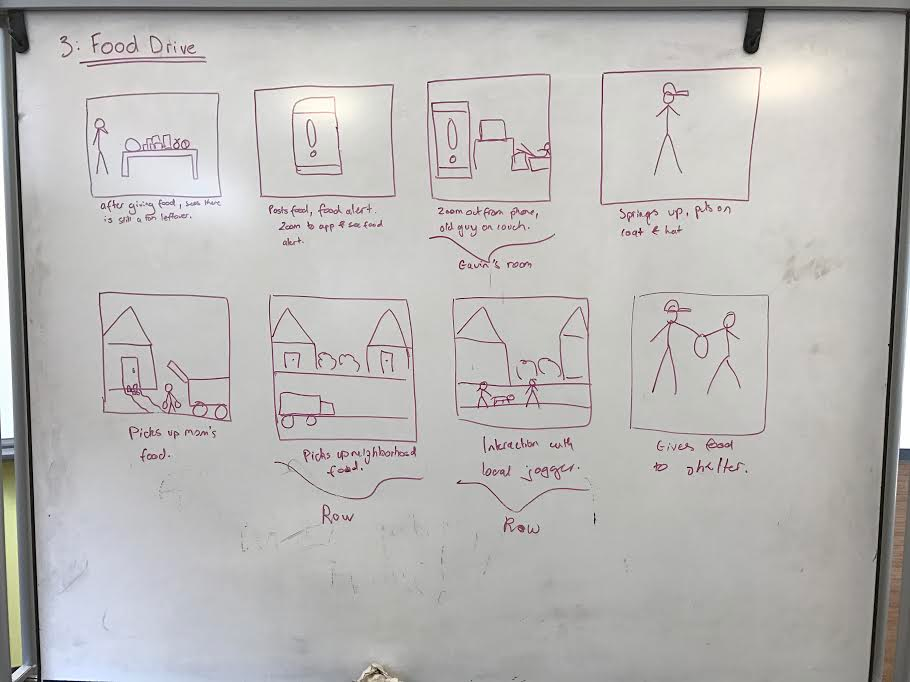 3: Food Drive
after giving food, sees there
is still a ton leftover.
Posts food, food alert.
Zoom to app & see food
alert.
Zoom out from phone,
old guy on couch.
Gavin's room
Springs up, puts on
coat & hat
Picks up mom's
food.
Picks up neighborhood
food.
Row
Interaction with
local jogger.
Row
Gives food
to shelter.